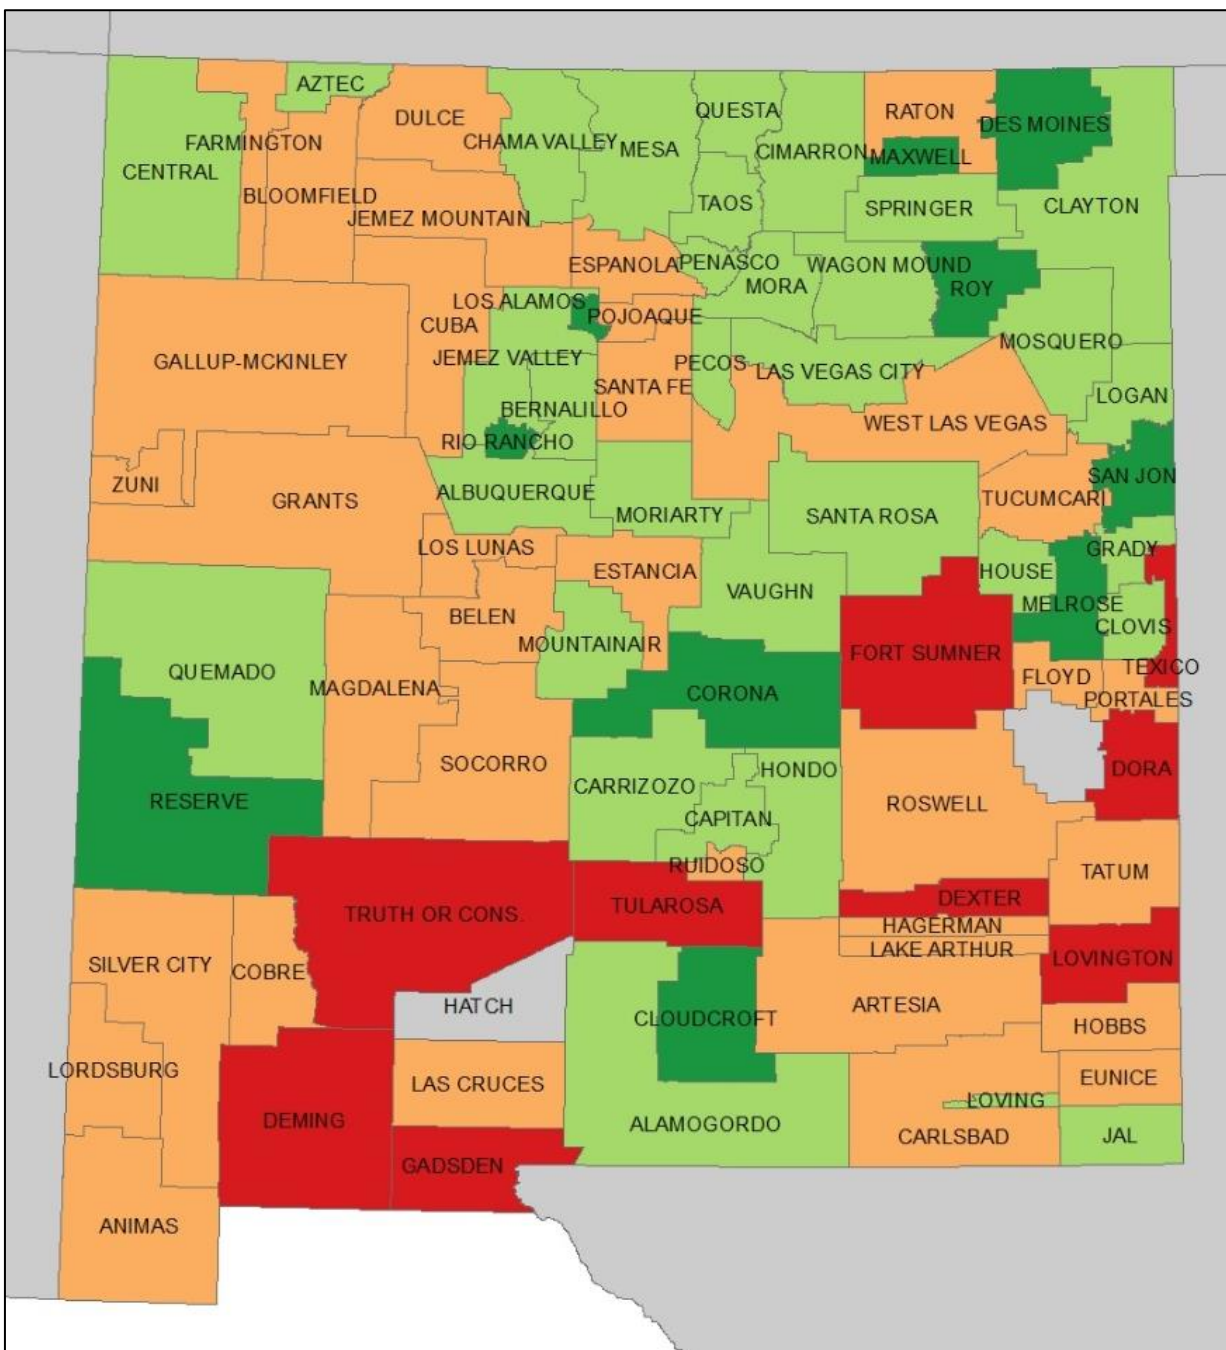 AZTEC
DULCE
QUESTA
RATON
DES MOINES
FARMINGTON
CHAMA VALLEY
MESA
CIMARRON
MAXWELL
CENTRAL
BLOOMFIELD
TAOS
SPRINGER
CLAYTON
JEMEZ MOUNTAIN
ESPANOLA
PENASCO
MORA
WAGON MOUND
ROY
LOS ALAMOS
POJOAQUE
CUBA
MOSQUERO
GALLUP-MCKINLEY
JEMEZ VALLEY
PECOS
LAS VEGAS CITY
SANTA FE
LOGAN
BERNALILLO
WEST LAS VEGAS
RIO RANCHO
ZUNI
GRANTS
ALBUQUERQUE
MORIARTY
SANTA ROSA
TUCUMCARI
SAN JON
LOS LUNAS
ESTANCIA
VAUGHN
HOUSE
GRADY
BELEN
MOUNTAINAIR
MELROSE
CLOVIS
FORT SUMNER
QUEMADO
MAGDALENA
CORONA
FLOYD
TEXICO
PORTALES
SOCORRO
CARRIZOZO
HONDO
DORA
RESERVE
CAPITAN
ROSWELL
RUIDOSO
TATUM
TRUTH OR CONS.
TULAROSA
DEXTER
HAGERMAN
LAKE ARTHUR
SILVER CITY
COBRE
LOVINGTON
HATCH
CLOUDCROFT
ARTESIA
HOBBS
LORDSBURG
LAS CRUCES
EUNICE
DEMING
LOVING
ALAMOGORDO
CARLSBAD
JAL
GADSDEN
ANIMAS